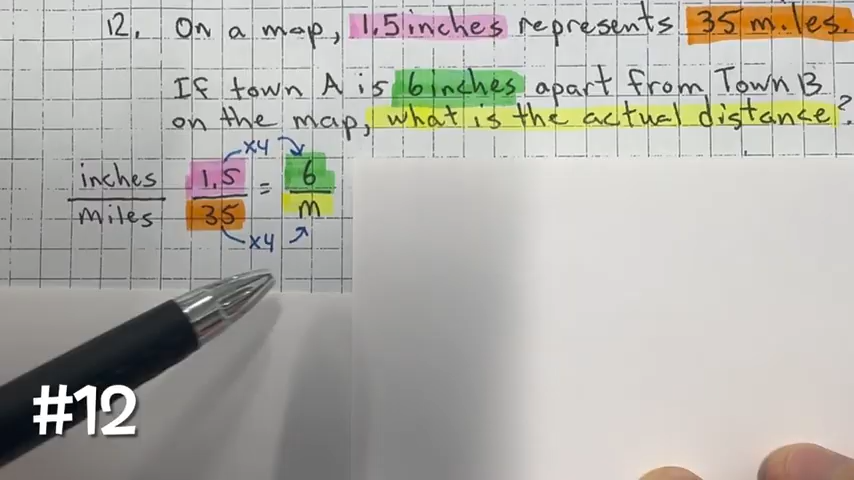 12. On a map, 1.5 inches represents 35 miles.
If town A is 6 inches apart from Town B
on the map, what is the actual distance?
x4
inches 1.5 = 6
miles 35 m
x4
#12